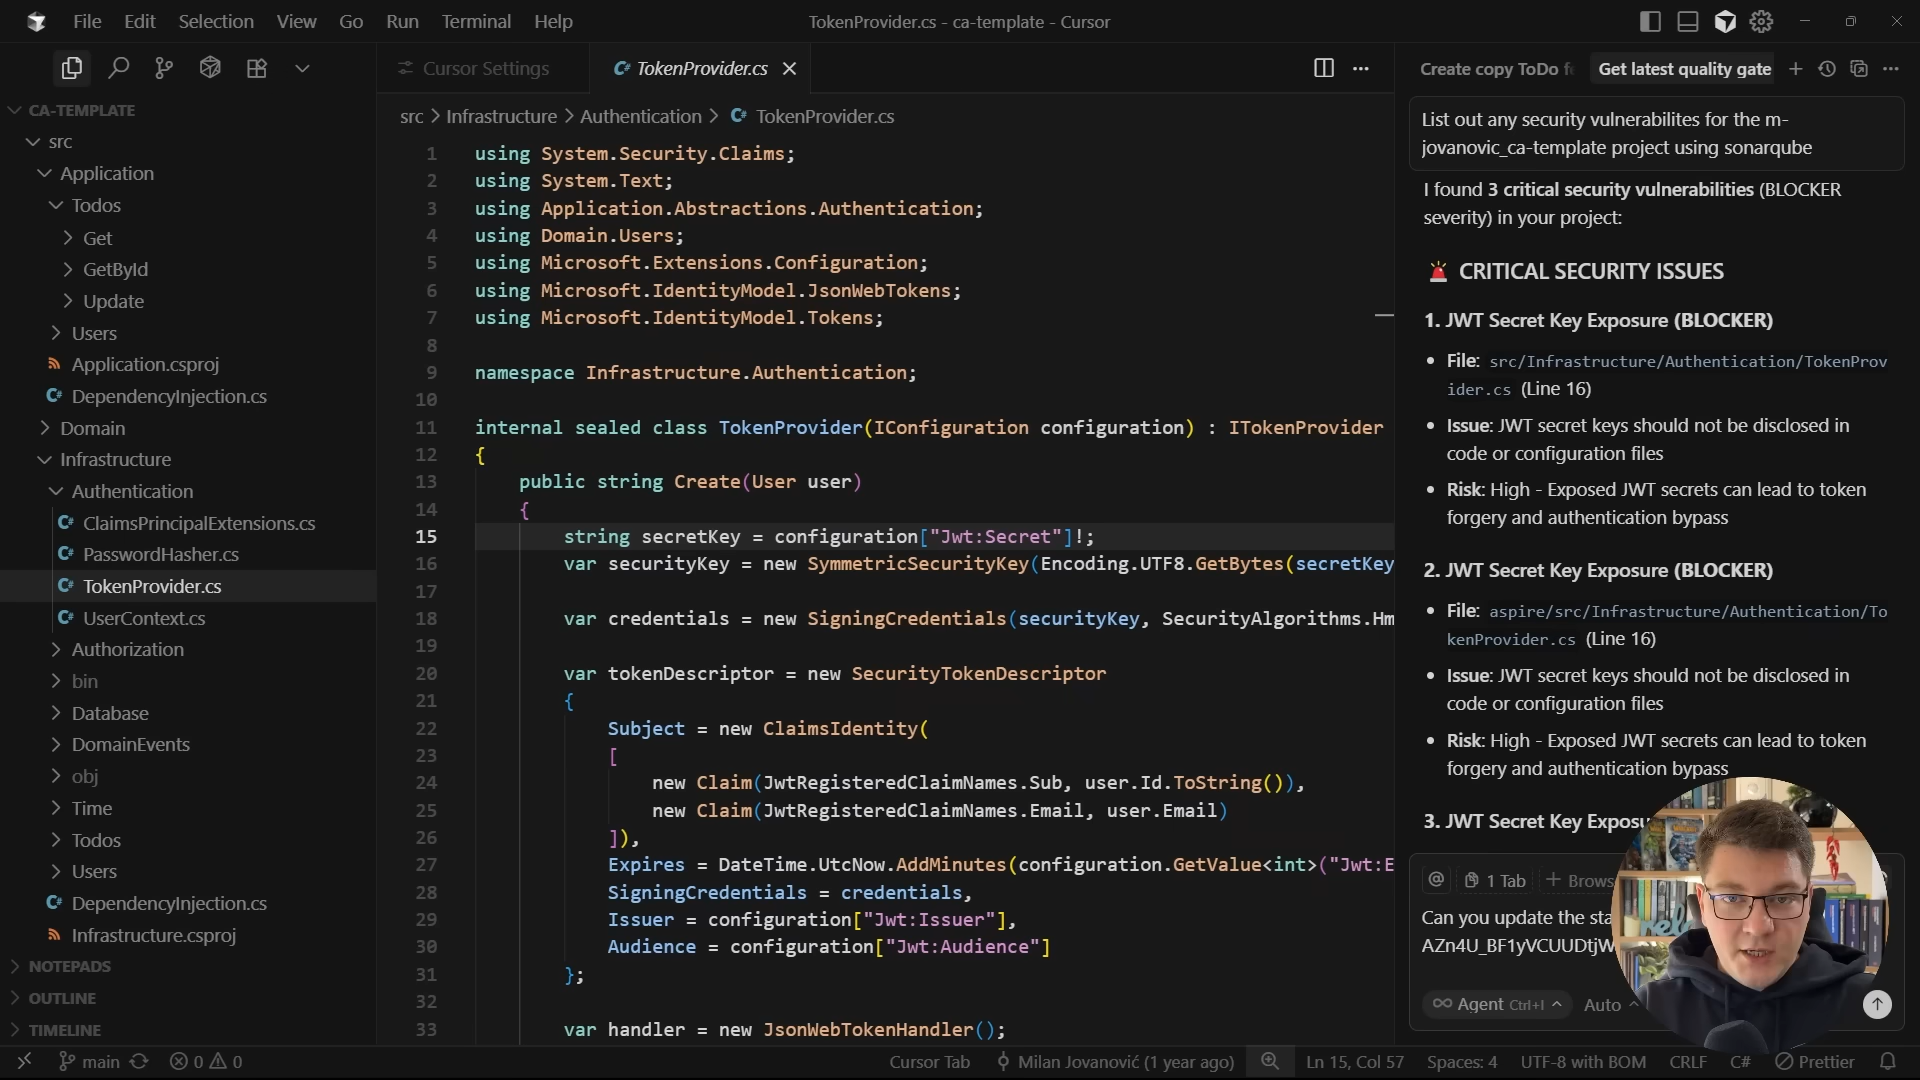 File Edit Selection View Go Run Terminal Help
TokenProvider.cs - ca-template - Cursor
CA-TEMPLATE
src
Application
Todos
Get
GetById
Update
Users
Application.csproj
DependencyInjection.cs
Domain
Infrastructure
Authentication
ClaimsPrincipalExtensions.cs
PasswordHasher.cs
TokenProvider.cs
UserContext.cs
Authorization
bin
Database
DomainEvents
obj
Time
Todos
Users
DependencyInjection.cs
Infrastructure.csproj
NOTEPADS
OUTLINE
TIMELINE
Cursor Settings
TokenProvider.cs
src > Infrastructure > Authentication > TokenProvider.cs
1 using System.Security.Claims;
2 using System.Text;
3 using Application.Abstractions.Authentication;
4 using Domain.Users;
5 using Microsoft.Extensions.Configuration;
6 using Microsoft.IdentityModel.JsonWebTokens;
7 using Microsoft.IdentityModel.Tokens;
8
9 namespace Infrastructure.Authentication;
10
11 internal sealed class TokenProvider(IConfiguration configuration) : ITokenProvider
12 {
13 public string Create(User user)
14 {
15 string secretKey = configuration["Jwt:Secret"]!;
16 var securityKey = new SymmetricSecurityKey(Encoding.UTF8.GetBytes(secretKey
17
18 var credentials = new SigningCredentials(securityKey, SecurityAlgorithms.Hm
19
20 var tokenDescriptor = new SecurityTokenDescriptor
21 {
22 Subject = new ClaimsIdentity(
23 [
24 new Claim(JwtRegisteredClaimNames.Sub, user.Id.ToString()),
25 new Claim(JwtRegisteredClaimNames.Email, user.Email)
26 ]),
27 Expires = DateTime.UtcNow.AddMinutes(configuration.GetValue<int>("Jwt:E
28 SigningCredentials = credentials,
29 Issuer = configuration["Jwt:Issuer"],
30 Audience = configuration["Jwt:Audience"]
31 };
32
33 var handler = new JsonWebTokenHandler();
Create copy ToDo f
Get latest quality gate
List out any security vulnerabilites for the m-
jovanovic_ca-template project using sonarqube
I found 3 critical security vulnerabilities (BLOCKER
severity) in your project:
CRITICAL SECURITY ISSUES
1. JWT Secret Key Exposure (BLOCKER)
• File: src/Infrastructure/Authentication/TokenProv
ider.cs (Line 16)
• Issue: JWT secret keys should not be disclosed in
code or configuration files
• Risk: High - Exposed JWT secrets can lead to token
forgery and authentication bypass
2. JWT Secret Key Exposure (BLOCKER)
• File: aspire/src/Infrastructure/Authentication/To
kenProvider.cs (Line 16)
• Issue: JWT secret keys should not be disclosed in
code or configuration files
• Risk: High - Exposed JWT secrets can lead to token
forgery and authentication bypass
3. JWT Secret Key Exposu
@ 1 Tab + Brows
Can you update the sta
AZn4U_BF1yVCUUDtjW
∞ Agent Ctrl+I Auto
main 0 0
Cursor Tab Milan Jovanović (1 year ago) Ln 15, Col 57 Spaces: 4 UTF-8 with BOM CRLF C# Prettier